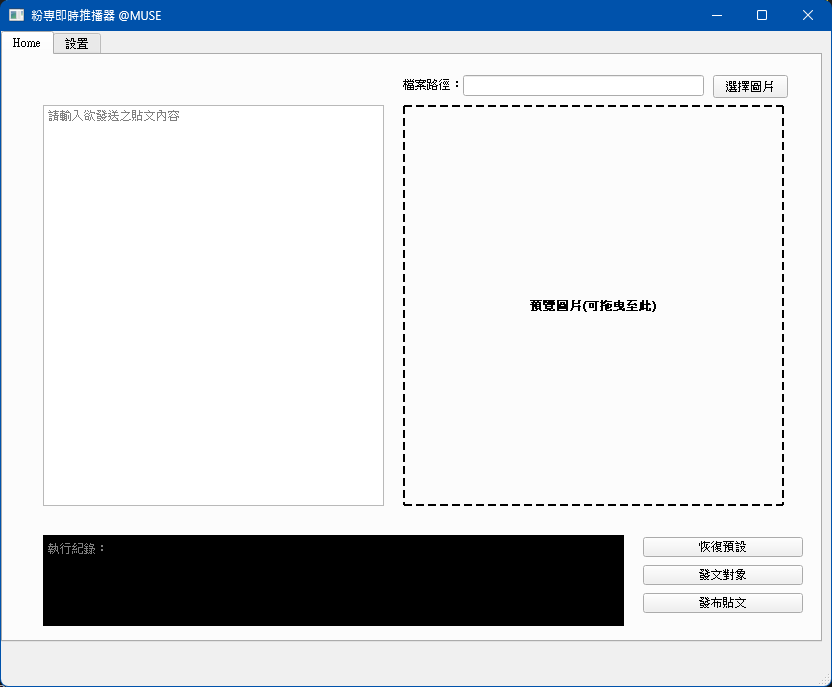 粉專即時推播器 @MUSE
Home
設置
檔案路徑：
選擇圖片
請輸入欲發送之貼文內容
預覽圖片(可拖曳至此)
執行紀錄：
恢復預設
發文對象
發布貼文